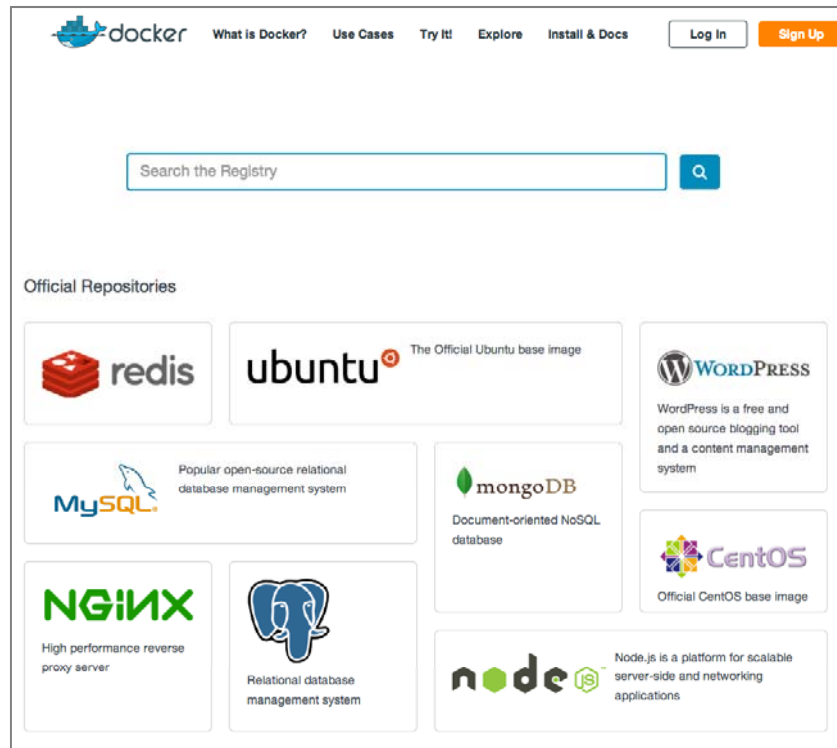 docker What is Docker? Use Cases Try It! Explore Install & Docs Log In Sign Up
Search the Registry
Official Repositories
redis
ubuntu
The Official Ubuntu base image
WORDPRESS
WordPress is a free and
open source blogging tool
and a content management
system
MySQL.
Popular open-source relational
database management system
mongoDB
Document-oriented NoSQL
database
CentOS
Official CentOS base image
NGiNX
High performance reverse
proxy server
Relational database
management system
node JS
Node.js is a platform for scalable
server-side and networking
applications